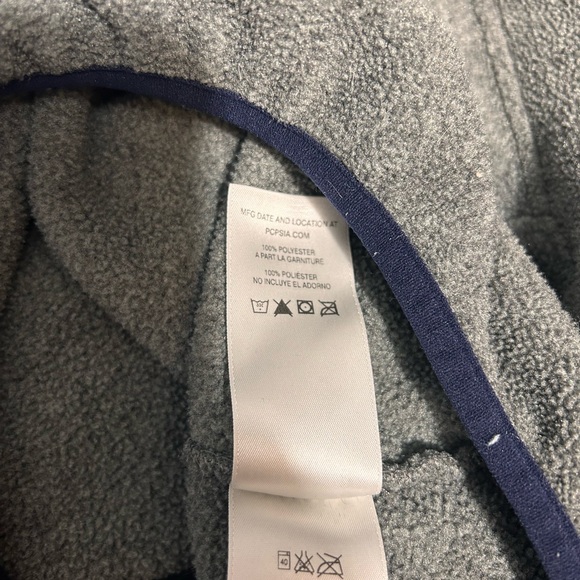 MFG DATE AND LOCATION AT
PCPSIA.COM
100% POLYESTER
A PART LA GARNITURE
100% POLIÉSTER
NO INCLUYE EL ADORNO
40